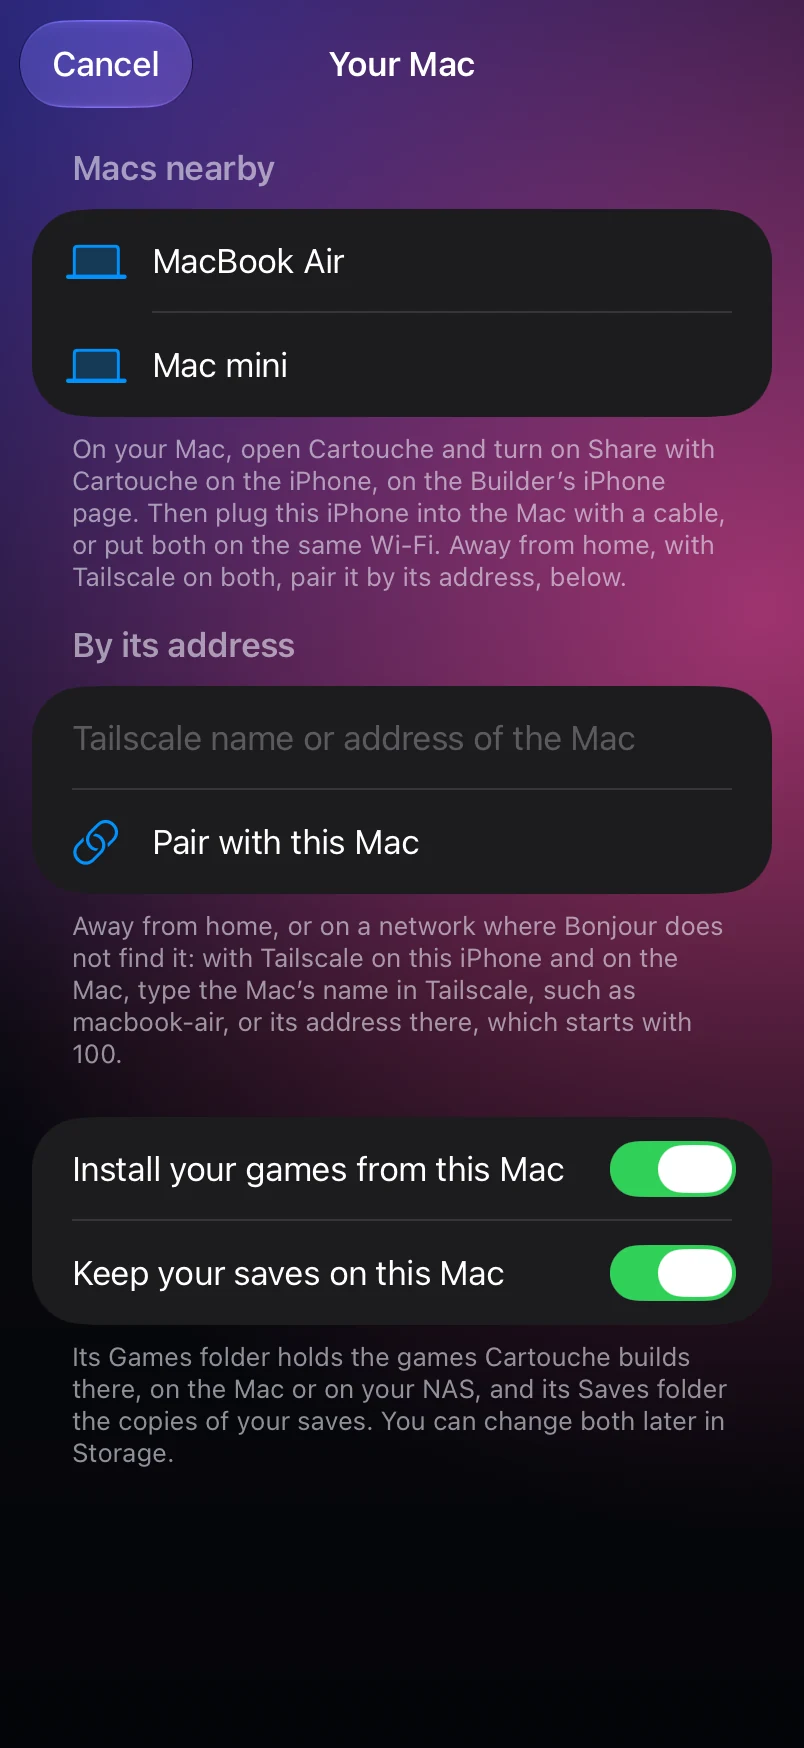 Cancel
Your Mac
Macs nearby
MacBook Air
Mac mini
On your Mac, open Cartouche and turn on Share with
Cartouche on the iPhone, on the Builder’s iPhone
page. Then plug this iPhone into the Mac with a cable,
or put both on the same Wi-Fi. Away from home, with
Tailscale on both, pair it by its address, below.
By its address
Tailscale name or address of the Mac
Pair with this Mac
Away from home, or on a network where Bonjour does
not find it: with Tailscale on this iPhone and on the
Mac, type the Mac’s name in Tailscale, such as
macbook-air, or its address there, which starts with
100.
Install your games from this Mac
Keep your saves on this Mac
Its Games folder holds the games Cartouche builds
there, on the Mac or on your NAS, and its Saves folder
the copies of your saves. You can change both later in
Storage.